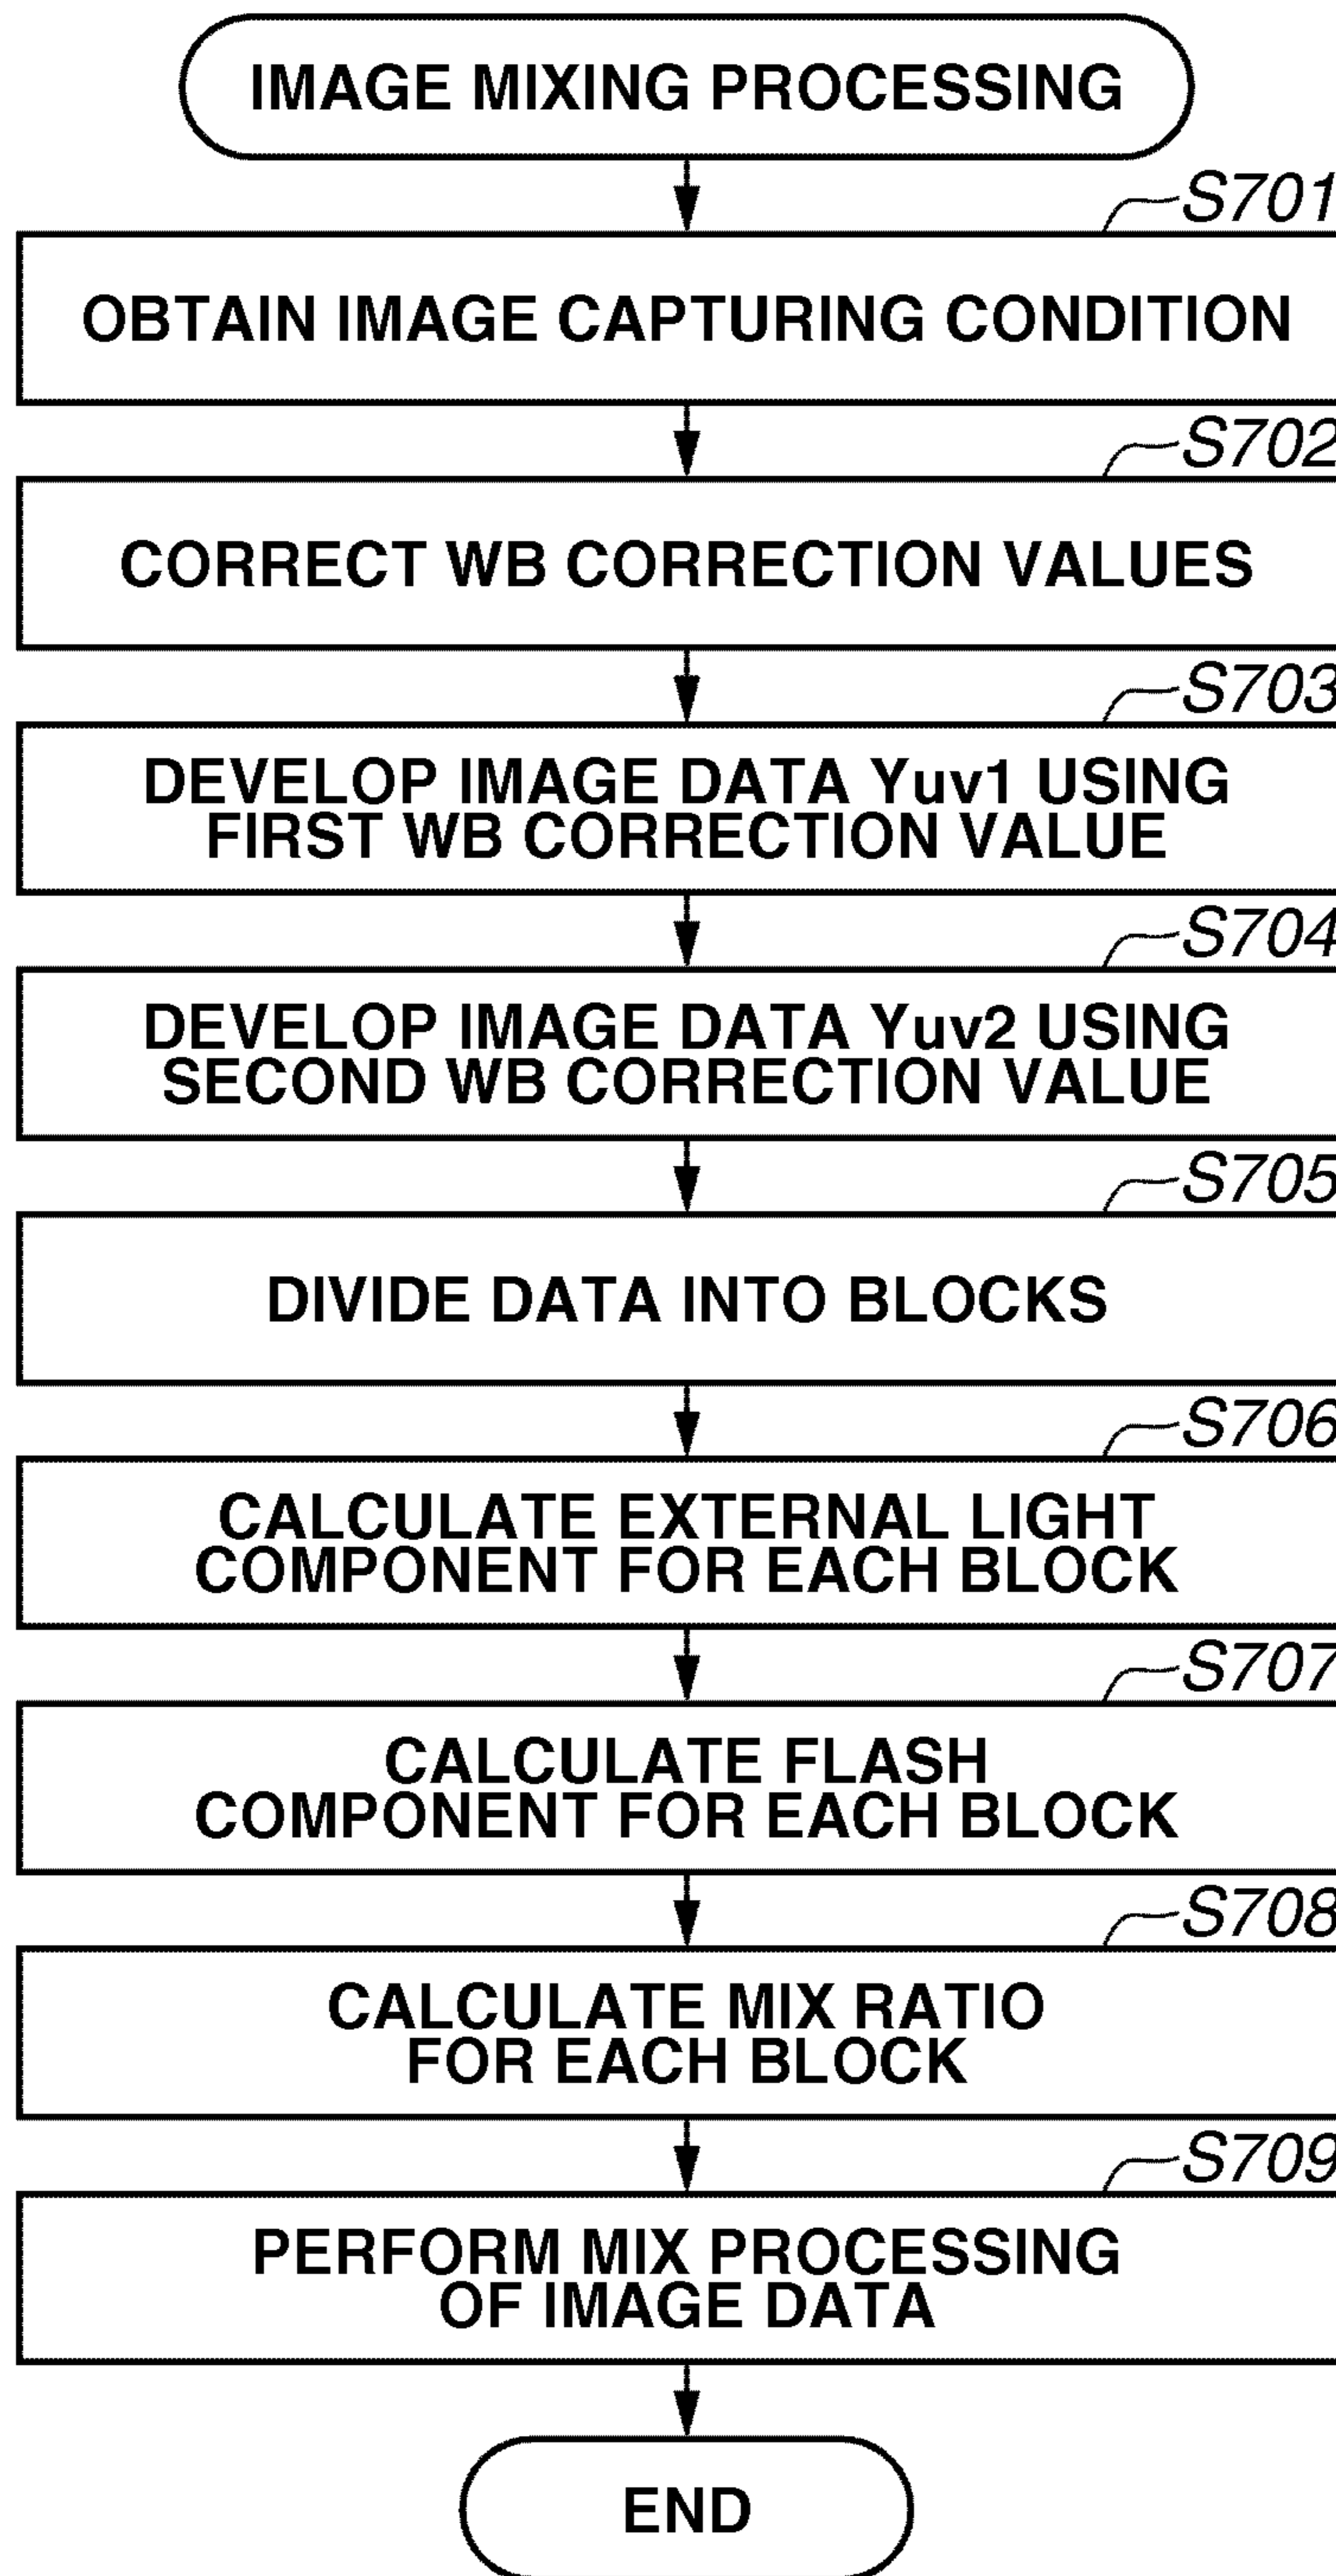 IMAGE MIXING PROCESSING
S701
OBTAIN IMAGE CAPTURING CONDITION
S702
CORRECT WB CORRECTION VALUES
S703
DEVELOP IMAGE DATA Yuv1 USING
FIRST WB CORRECTION VALUE
S704
DEVELOP IMAGE DATA Yuv2 USING
SECOND WB CORRECTION VALUE
S705
DIVIDE DATA INTO BLOCKS
S706
CALCULATE EXTERNAL LIGHT
COMPONENT FOR EACH BLOCK
S707
CALCULATE FLASH
COMPONENT FOR EACH BLOCK
S708
CALCULATE MIX RATIO
FOR EACH BLOCK
S709
PERFORM MIX PROCESSING
OF IMAGE DATA
END